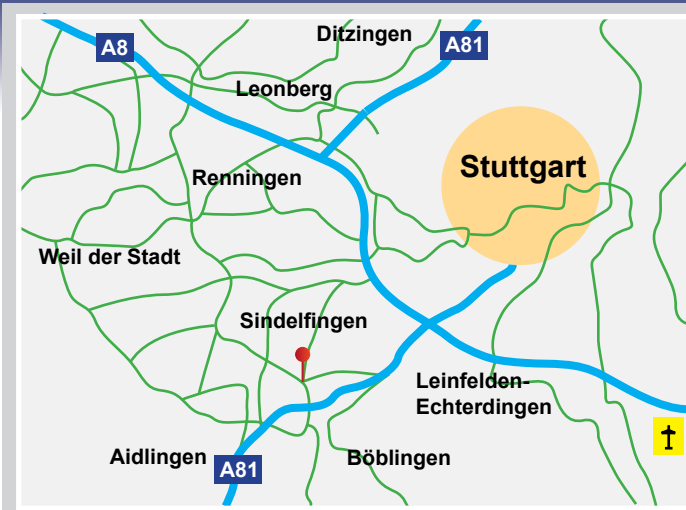 Ditzingen
A8
A81
Leonberg
Stuttgart
Renningen
Weil der Stadt
Sindelfingen
Leinfelden-
Echterdingen
Aidlingen
A81
Böblingen